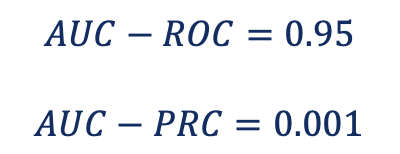 AUC − ROC = 0.95
AUC − PRC = 0.001